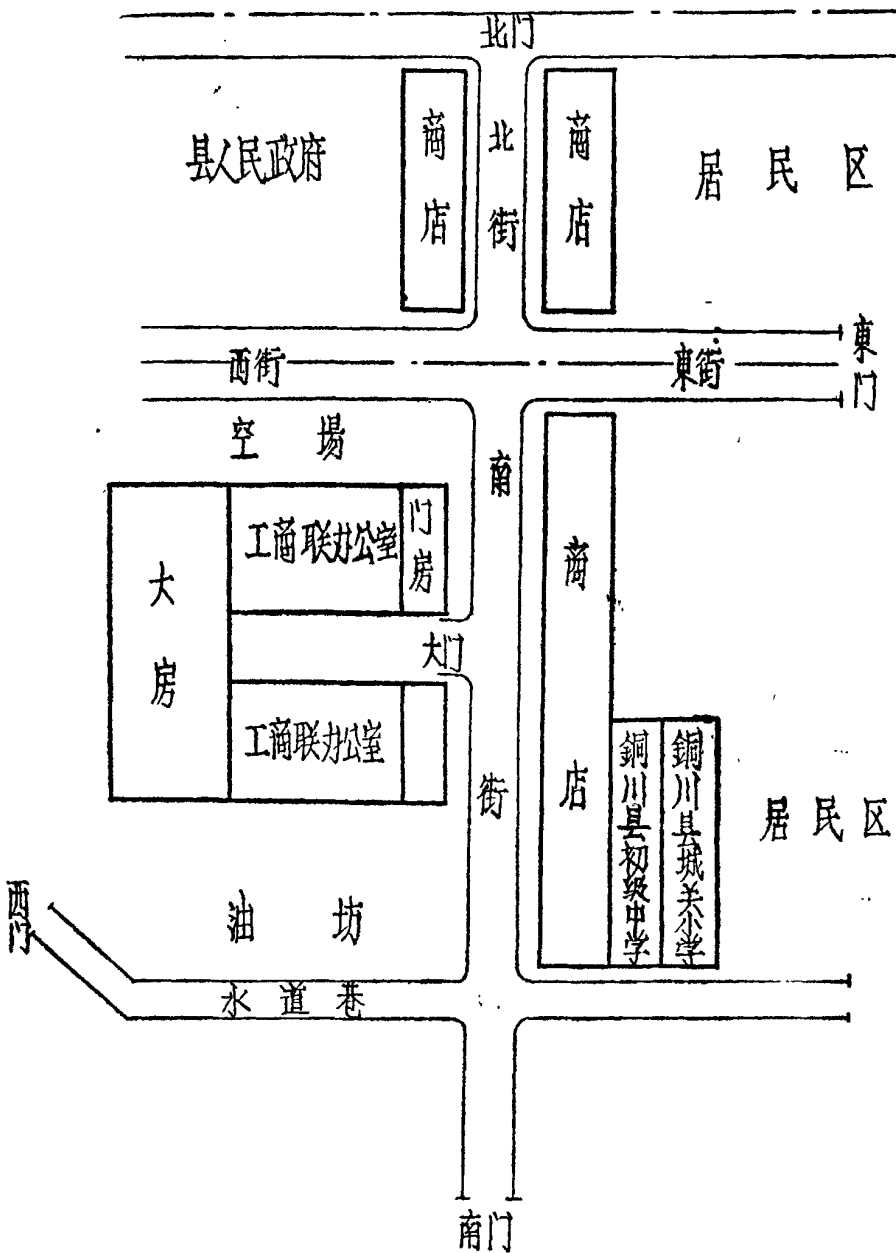 北门
县人民政府
商店
北街
商店
居民区
西街
東街
東门
空場
南街
大房
工商联办公室
门房
大门
工商联办公室
商店
銅川县初级中学
銅川县城关小学
居民区
油坊
西门
水道巷
南门